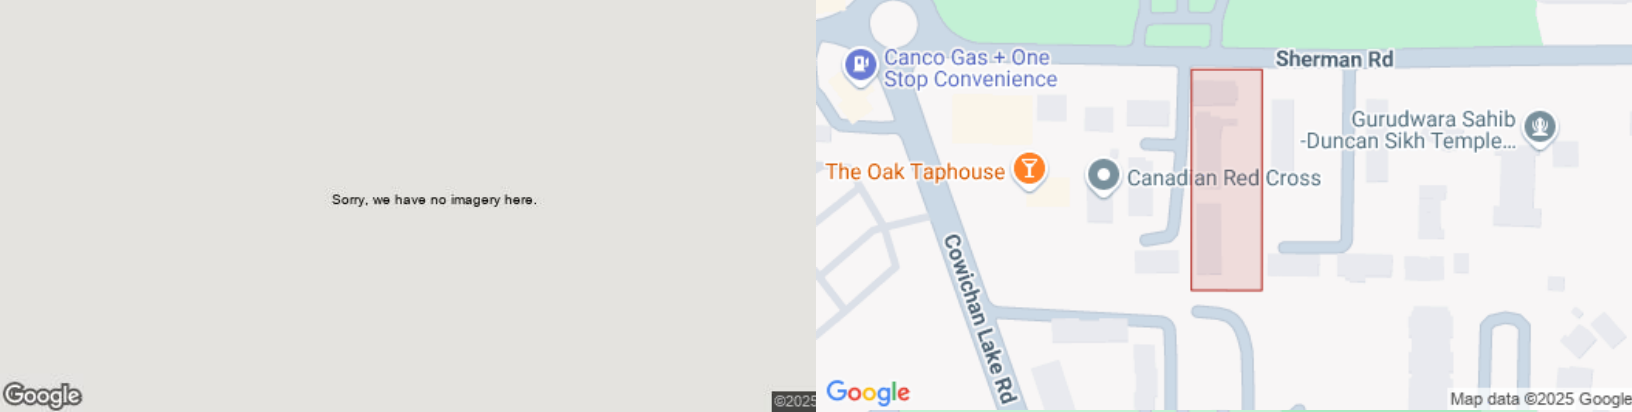 Sorry, we have no imagery here.
Google
©2025
Sherman Rd
Canco Gas + One
Stop Convenience
Gurudwara Sahib
-Duncan Sikh Temple...
The Oak Taphouse
Canadian Red Cross
Cowichan Lake Rd
Google
Map data ©2025 Google